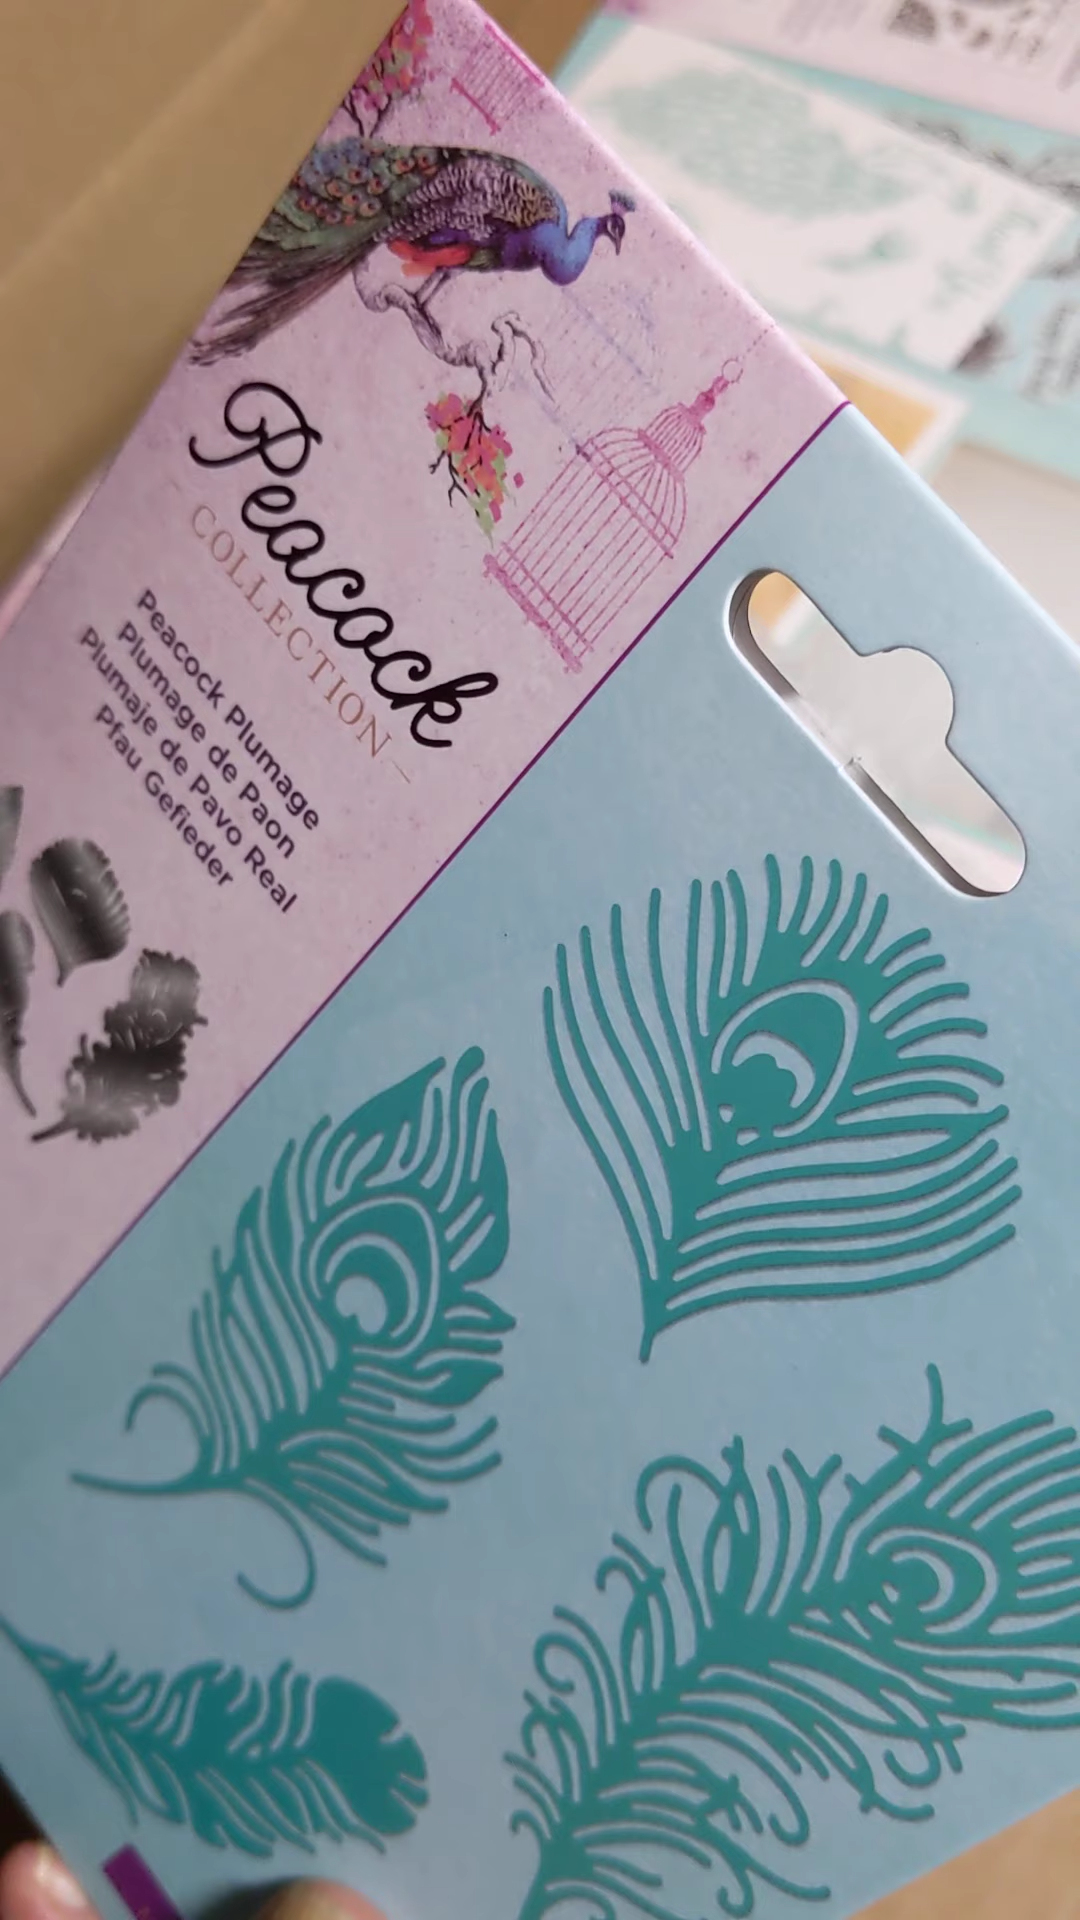 Peacock
COLLECTION
Peacock Plumage
Plumage de Paon
Plumaje de Pavo Real
Pfau Gefieder